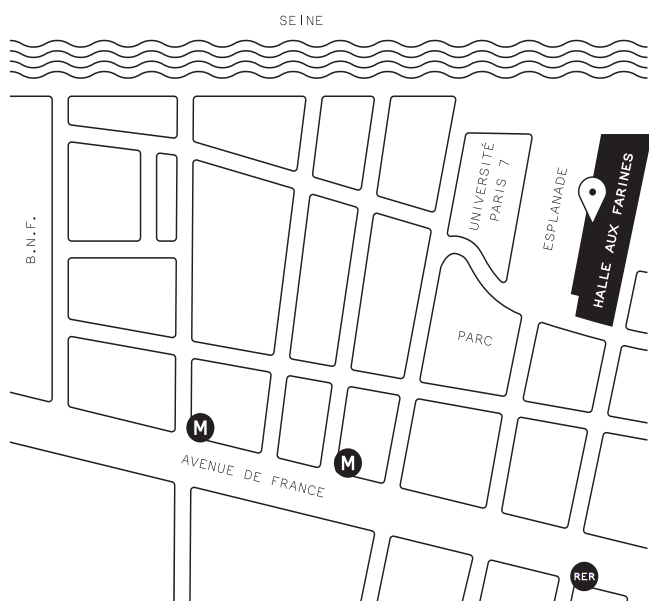 SEINE
UNIVERSITÉ
PARIS 7
ESPLANADE
HALLE AUX FARINES
B.N.F.
PARC
M
M
AVENUE DE FRANCE
RER